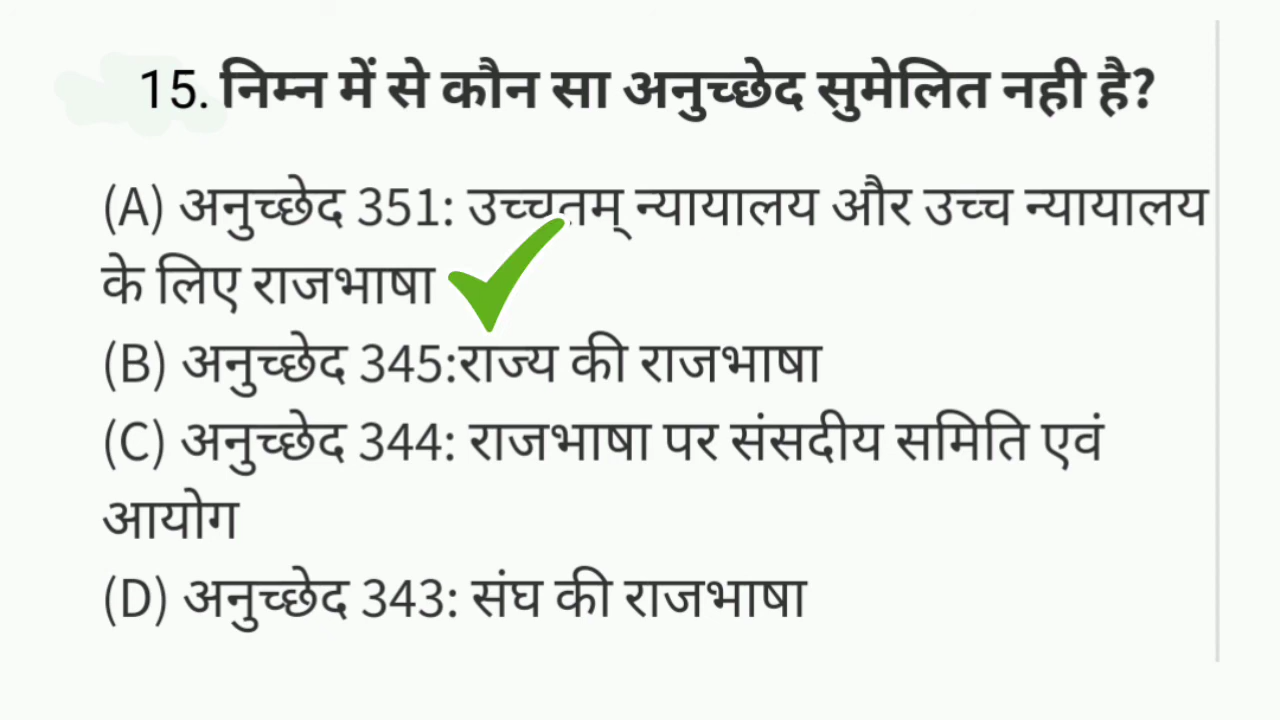 15. निम्न में से कौन सा अनुच्छेद सुमेलित नही है?
(A) अनुच्छेद 351: उच्चतम् न्यायालय और उच्च न्यायालय
के लिए राजभाषा
(B) अनुच्छेद 345:राज्य की राजभाषा
(C) अनुच्छेद 344: राजभाषा पर संसदीय समिति एवं
आयोग
(D) अनुच्छेद 343: संघ की राजभाषा